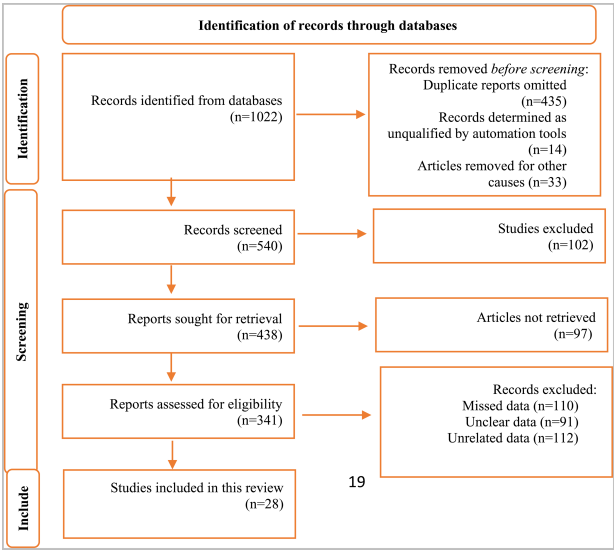 Identification of records through databases
Identification
Records identified from databases
(n=1022)
Records removed before screening:
Duplicate reports omitted
(n=435)
Records determined as
unqualified by automation tools
(n=14)
Articles removed for other
causes (n=33)
Screening
Records screened
(n=540)
Studies excluded
(n=102)
Reports sought for retrieval
(n=438)
Articles not retrieved
(n=97)
Reports assessed for eligibility
(n=341)
Records excluded:
Missed data (n=110)
Unclear data (n=91)
Unrelated data (n=112)
Include
Studies included in this review
(n=28)
19